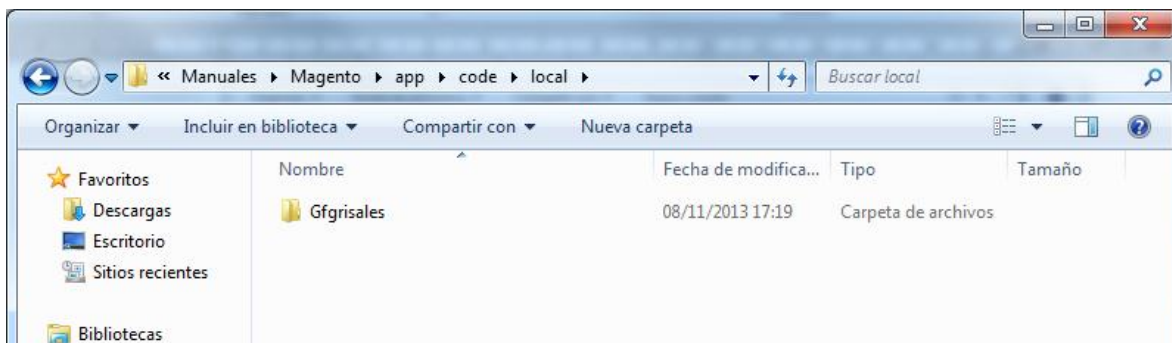 « Manuales ▸ Magento ▸ app ▸ code ▸ local ▸ Buscar local
Organizar Incluir en biblioteca Compartir con Nueva carpeta
Favoritos Nombre Fecha de modifica... Tipo Tamaño
Descargas Gfgrisales 08/11/2013 17:19 Carpeta de archivos
Escritorio
Sitios recientes
Bibliotecas